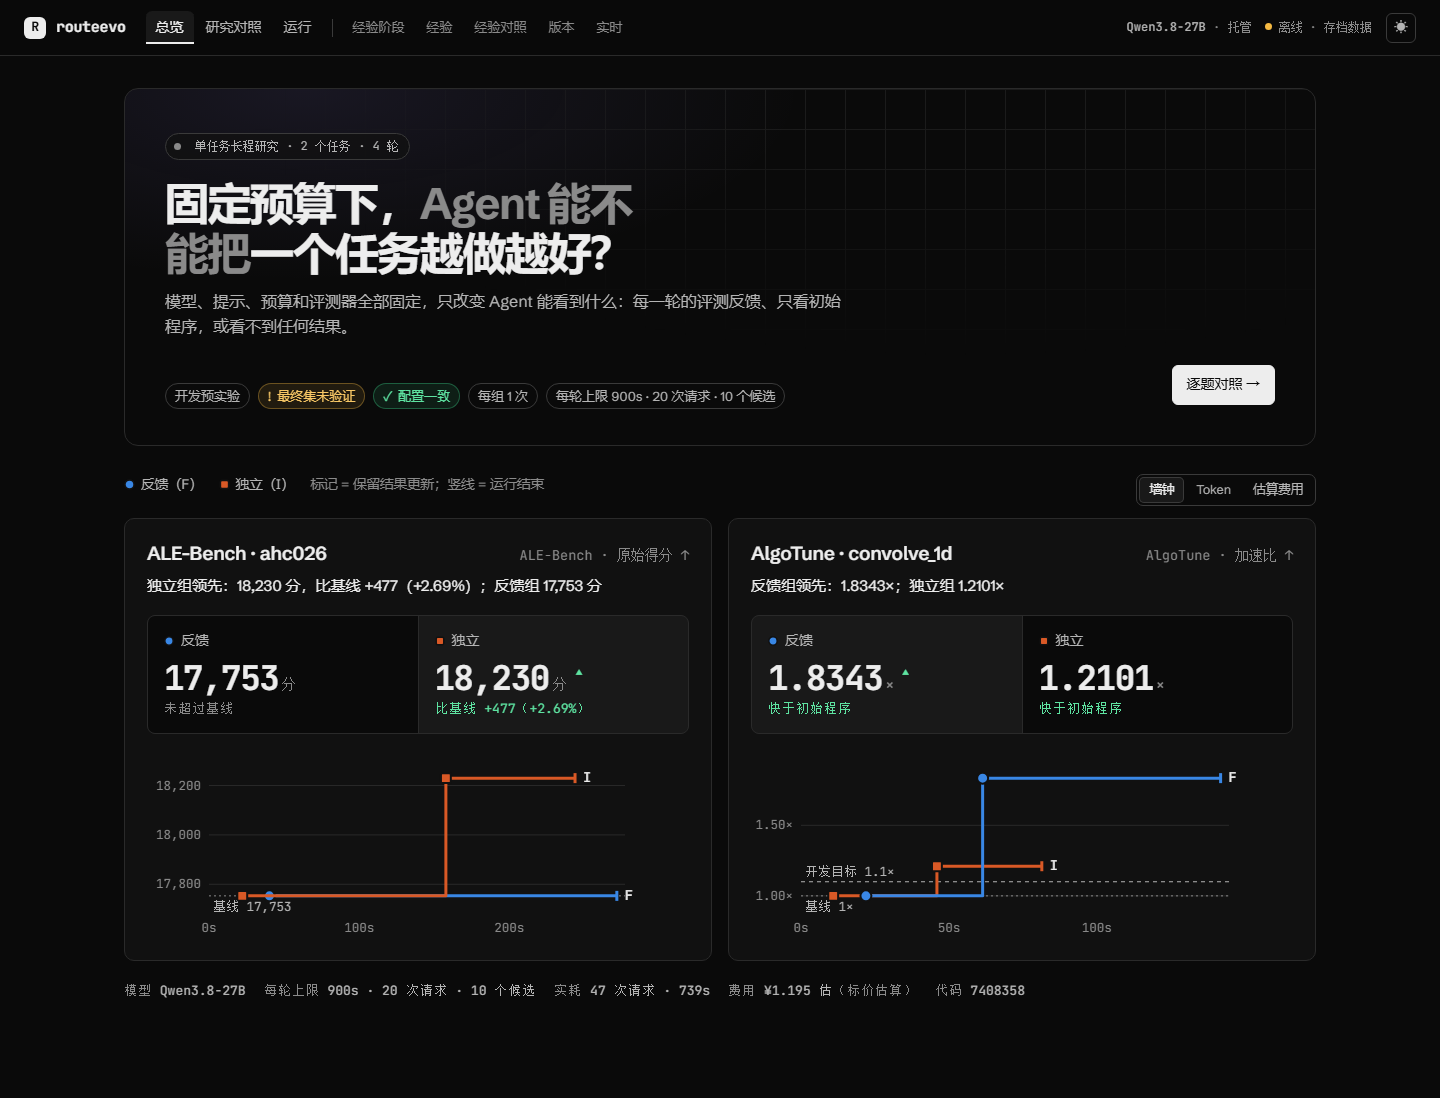 R routeevo 总览 研究对照 运行 经验阶段 经验 经验对照 版本 实时 Qwen3.8-27B · 托管 离线 · 存档数据
单任务长程研究 · 2 个任务 · 4 轮
固定预算下，Agent 能不
能把一个任务越做越好？
模型、提示、预算和评测器全部固定，只改变 Agent 能看到什么：每一轮的评测反馈、只看初始
程序，或看不到任何结果。
开发预实验 ! 最终集未验证 ✓ 配置一致 每组 1 次 每轮上限 900s · 20 次请求 · 10 个候选
逐题对照 →
反馈（F） 独立（I） 标记 = 保留结果更新；竖线 = 运行结束
墙钟 Token 估算费用
ALE-Bench · ahc026 ALE-Bench · 原始得分 ↑
独立组领先：18,230 分，比基线 +477（+2.69%）；反馈组 17,753 分
反馈
17,753 分
未超过基线
独立
18,230 分 ▲
比基线 +477（+2.69%）
18,200
18,000
17,800
I
F
基线 17,753
0s 100s 200s
AlgoTune · convolve_1d AlgoTune · 加速比 ↑
反馈组领先：1.8343×；独立组 1.2101×
反馈
1.8343 × ▲
快于初始程序
独立
1.2101 ×
快于初始程序
F
1.50×
I
开发目标 1.1×
1.00×
基线 1×
0s 50s 100s
模型 Qwen3.8-27B 每轮上限 900s · 20 次请求 · 10 个候选 实耗 47 次请求 · 739s 费用 ¥1.195 估（标价估算） 代码 7408358